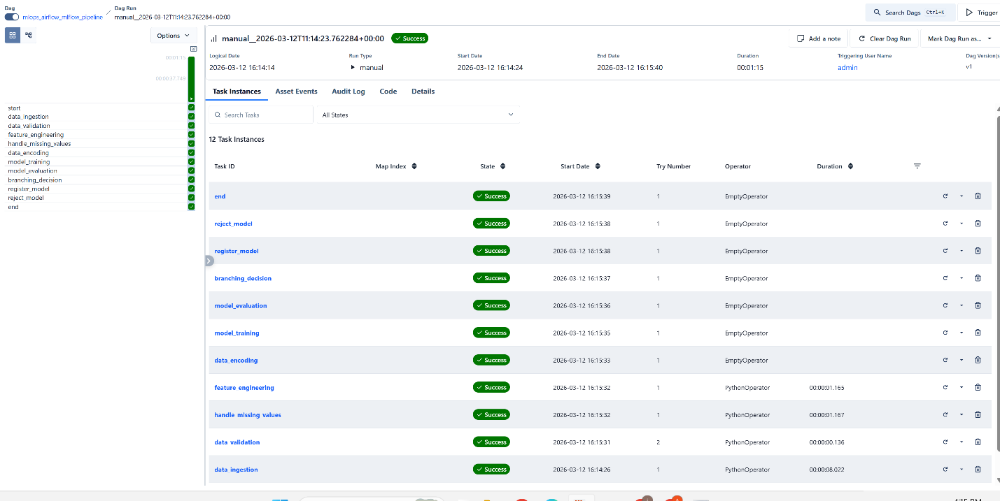 Dag
mlops_airflow_mlflow_pipeline
/
Dag Run
manual__2026-03-12T11:14:23.762284+00:00
Search Dags Ctrl+K
Trigger
Options
00:01:15
00:00:37.749
start
data_ingestion
data_validation
feature_engineering
handle_missing_values
data_encoding
model_training
model_evaluation
branching_decision
register_model
reject_model
end
manual__2026-03-12T11:14:23.762284+00:00 Success
Add a note
Clear Dag Run
Mark Dag Run as...
Logical Date Run Type Start Date End Date Duration Triggering User Name Dag Version(s
2026-03-12 16:14:14 manual 2026-03-12 16:14:24 2026-03-12 16:15:40 00:01:15 admin v1
Task Instances Asset Events Audit Log Code Details
Search Tasks All States
12 Task Instances
Task ID Map Index State Start Date Try Number Operator Duration
end Success 2026-03-12 16:15:39 1 EmptyOperator
reject_model Success 2026-03-12 16:15:38 1 EmptyOperator
register_model Success 2026-03-12 16:15:38 1 EmptyOperator
branching_decision Success 2026-03-12 16:15:37 1 EmptyOperator
model_evaluation Success 2026-03-12 16:15:36 1 EmptyOperator
model_training Success 2026-03-12 16:15:35 1 EmptyOperator
data_encoding Success 2026-03-12 16:15:33 1 EmptyOperator
feature_engineering Success 2026-03-12 16:15:32 1 PythonOperator 00:00:01.165
handle_missing_values Success 2026-03-12 16:15:32 1 PythonOperator 00:00:01.167
data_validation Success 2026-03-12 16:15:31 2 PythonOperator 00:00:00.136
data_ingestion Success 2026-03-12 16:14:26 1 PythonOperator 00:00:08.022